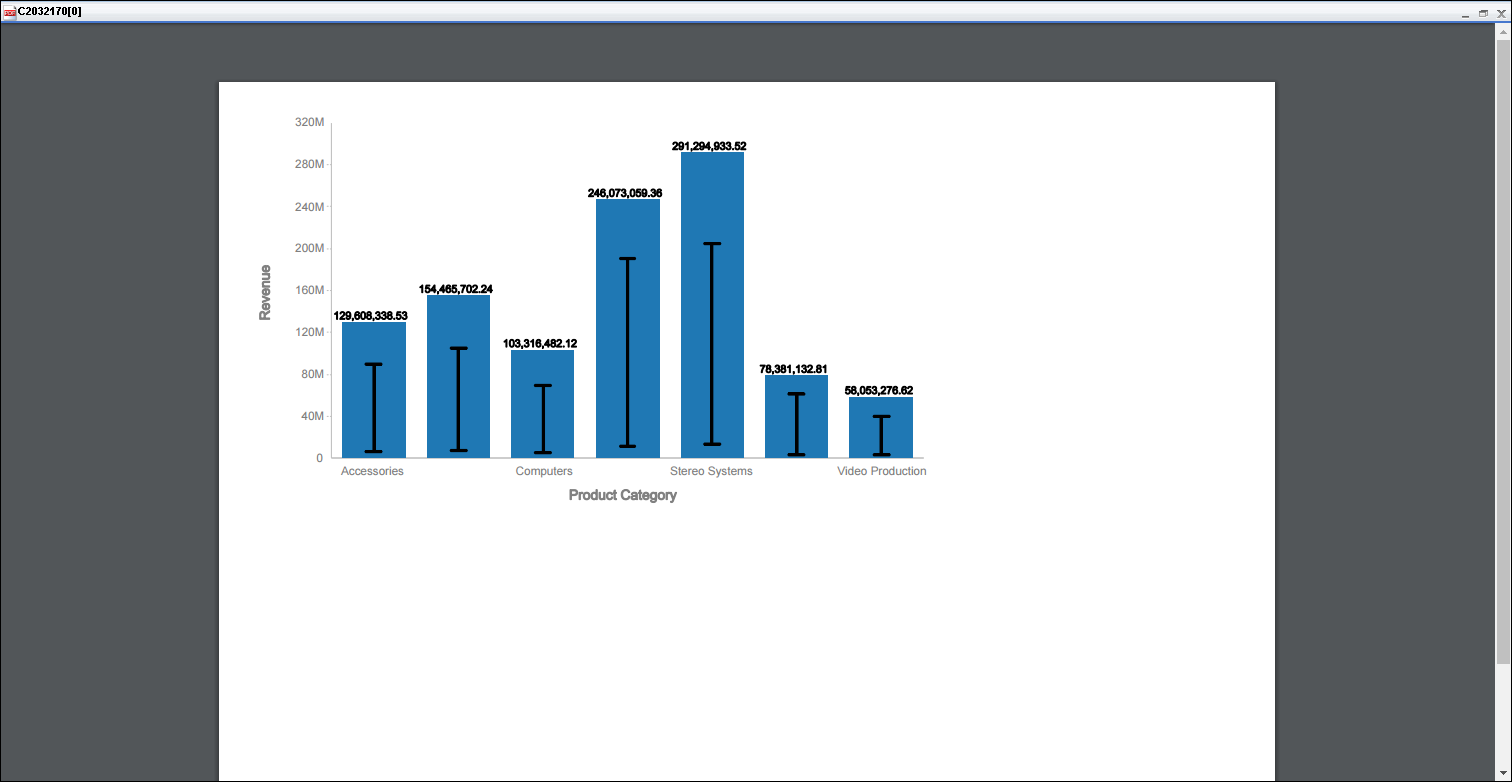 PDF
C2032170[0]
320M
280M
240M
200M
160M
120M
80M
40M
0
Revenue
291,294,933.52
246,073,059.36
154,465,702.24
129,608,338.53
103,316,482.12
78,381,132.81
58,053,276.62
Accessories Computers Stereo Systems Video Production
Product Category